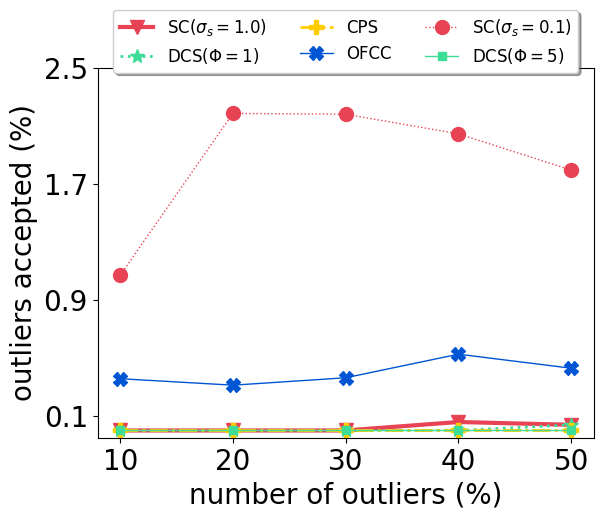 SC(σₛ = 1.0) CPS SC(σₛ = 0.1)
DCS(Φ = 1) OFCC DCS(Φ = 5)
2.5
1.7
0.9
0.1
outliers accepted (%)
10 20 30 40 50
number of outliers (%)